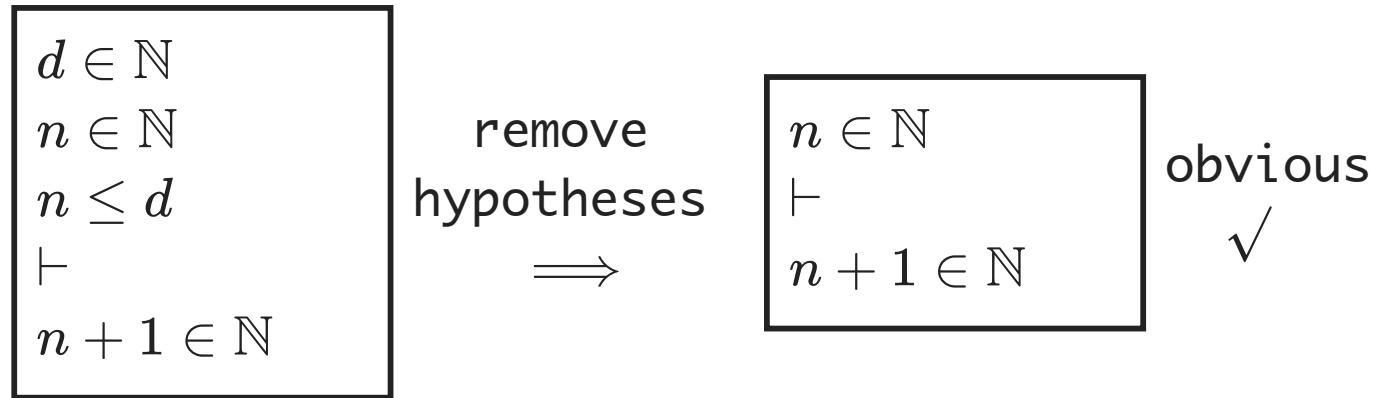 d ∈ ℕ
n ∈ ℕ
n ≤ d
⊢
n + 1 ∈ ℕ
remove
hypotheses
⟹
n ∈ ℕ
⊢
n + 1 ∈ ℕ
obvious
√